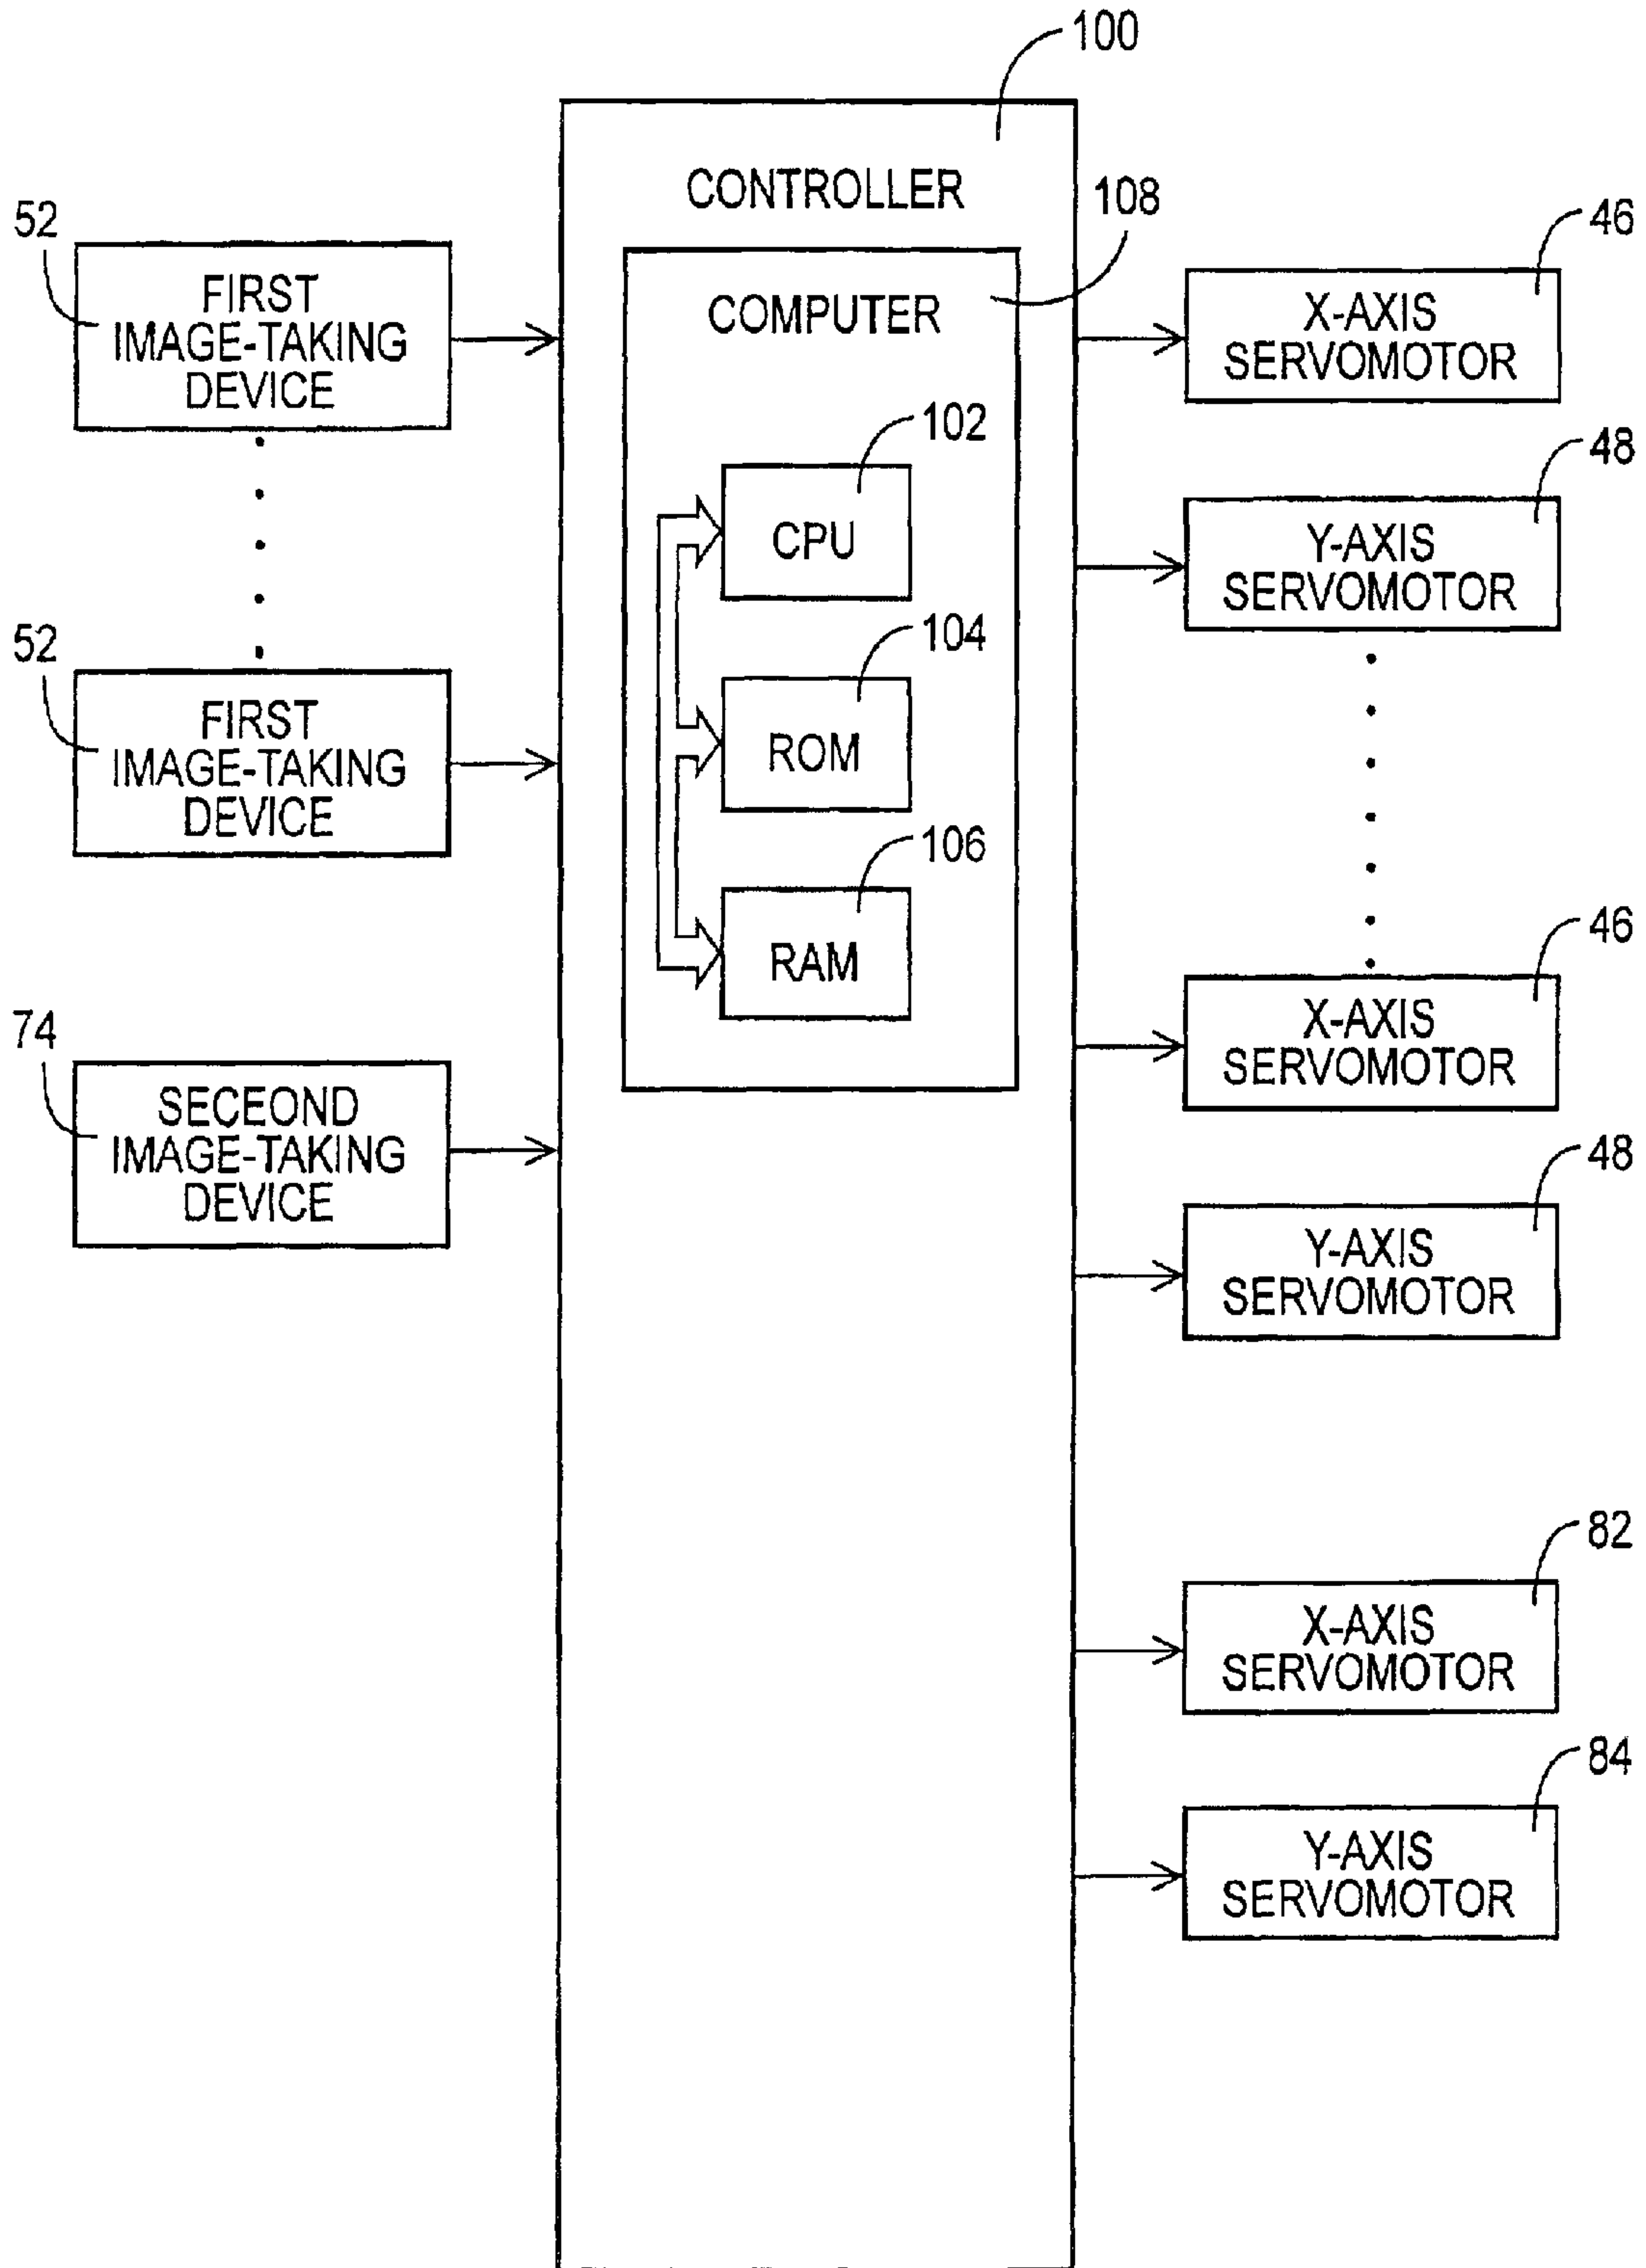 100
CONTROLLER
108
COMPUTER
102
CPU
104
ROM
106
RAM
52
FIRST
IMAGE-TAKING
DEVICE
52
FIRST
IMAGE-TAKING
DEVICE
74
SECEOND
IMAGE-TAKING
DEVICE
46
X-AXIS
SERVOMOTOR
48
Y-AXIS
SERVOMOTOR
46
X-AXIS
SERVOMOTOR
48
Y-AXIS
SERVOMOTOR
82
X-AXIS
SERVOMOTOR
84
Y-AXIS
SERVOMOTOR